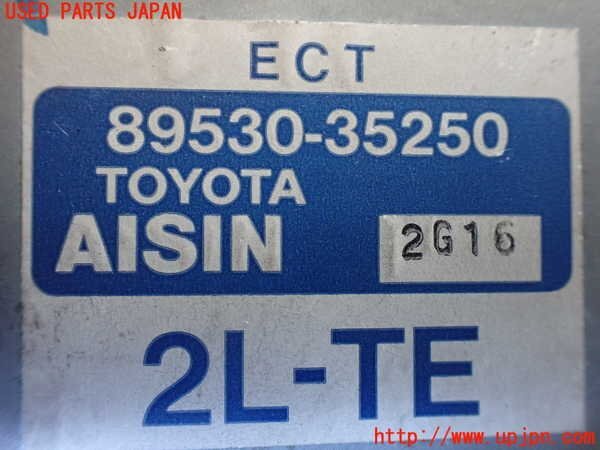 USED PARTS JAPAN
ECT
89530-35250
TOYOTA
AISIN 2G16
2L-TE
http://www.upjpn.com